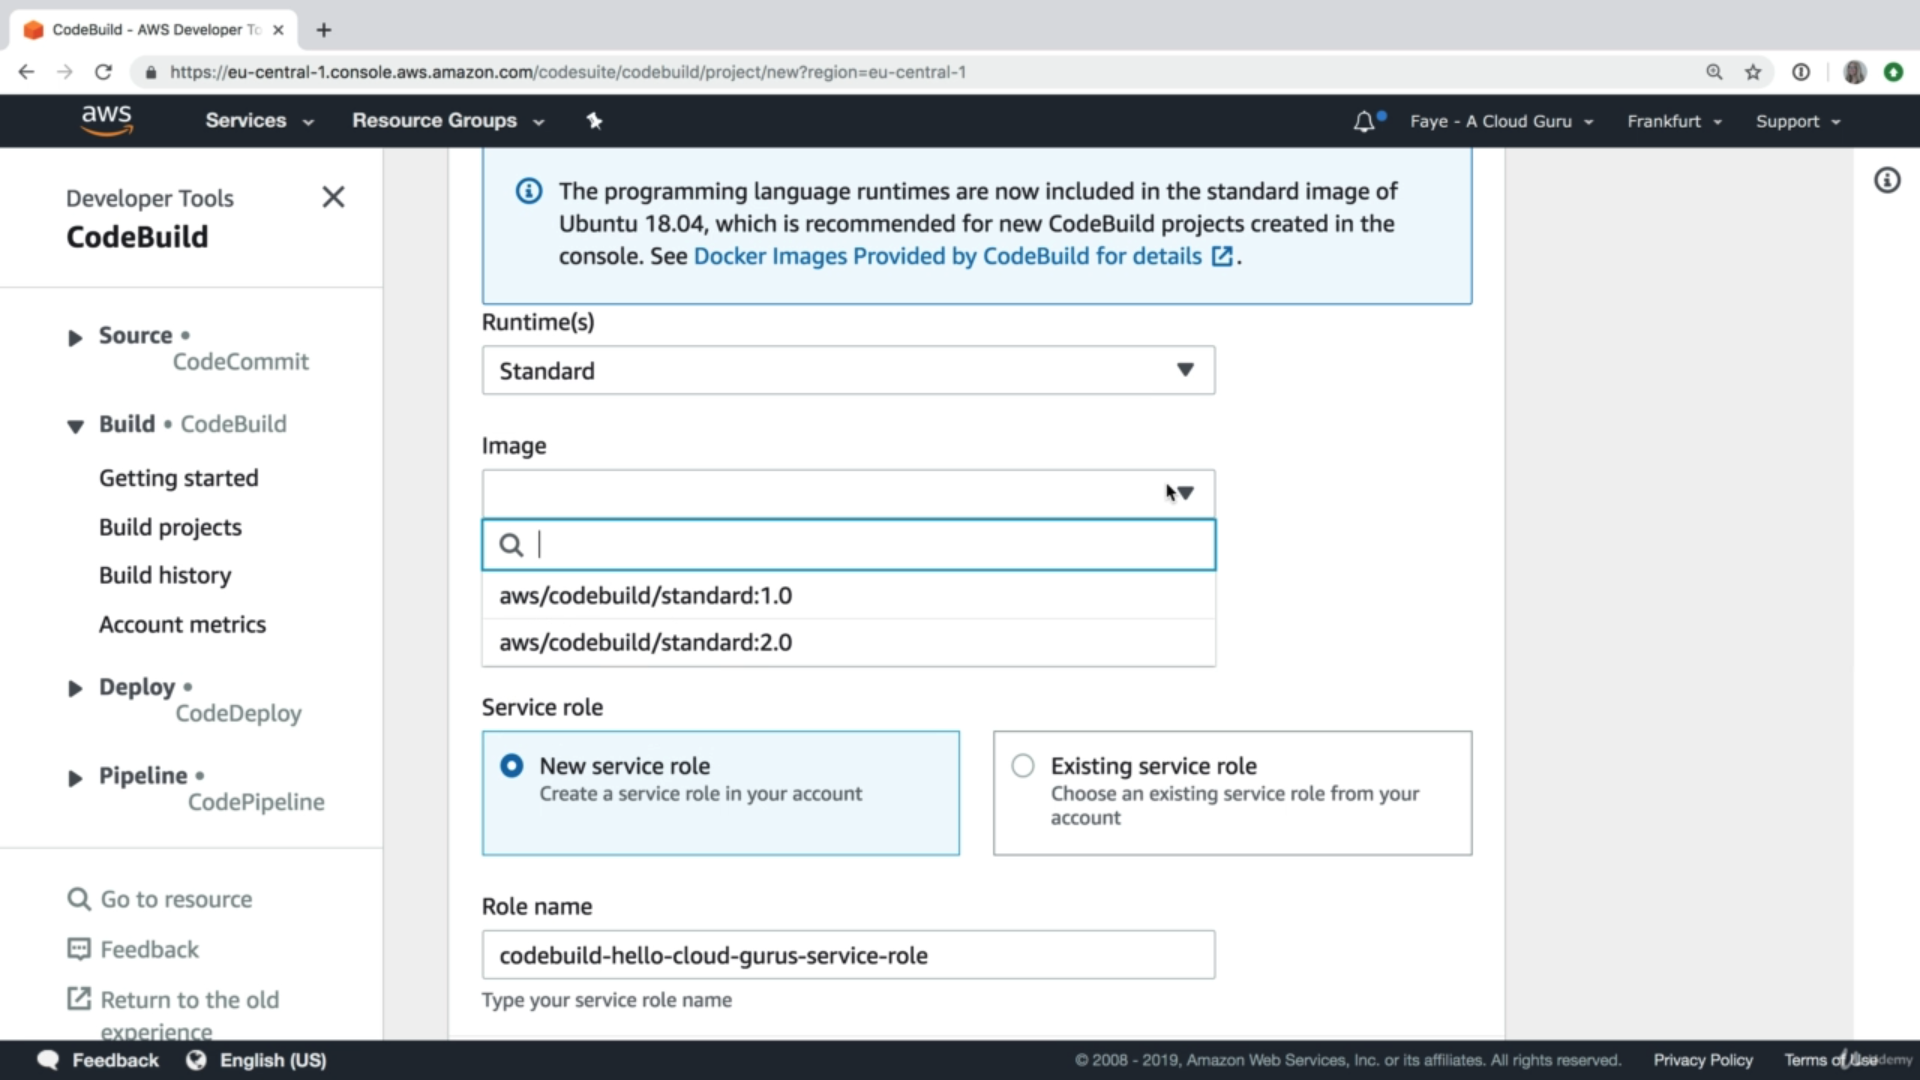 CodeBuild - AWS Developer To
https://eu-central-1.console.aws.amazon.com/codesuite/codebuild/project/new?region=eu-central-1
aws
Services
Resource Groups
Faye - A Cloud Guru
Frankfurt
Support
Developer Tools
CodeBuild
Source •
CodeCommit
Build • CodeBuild
Getting started
Build projects
Build history
Account metrics
Deploy •
CodeDeploy
Pipeline •
CodePipeline
Go to resource
Feedback
Return to the old
experience
The programming language runtimes are now included in the standard image of
Ubuntu 18.04, which is recommended for new CodeBuild projects created in the
console. See Docker Images Provided by CodeBuild for details .
Runtime(s)
Standard
Image
aws/codebuild/standard:1.0
aws/codebuild/standard:2.0
Service role
New service role
Create a service role in your account
Existing service role
Choose an existing service role from your
account
Role name
codebuild-hello-cloud-gurus-service-role
Type your service role name
Feedback
English (US)
© 2008 - 2019, Amazon Web Services, Inc. or its affiliates. All rights reserved.
Privacy Policy
Terms of Use